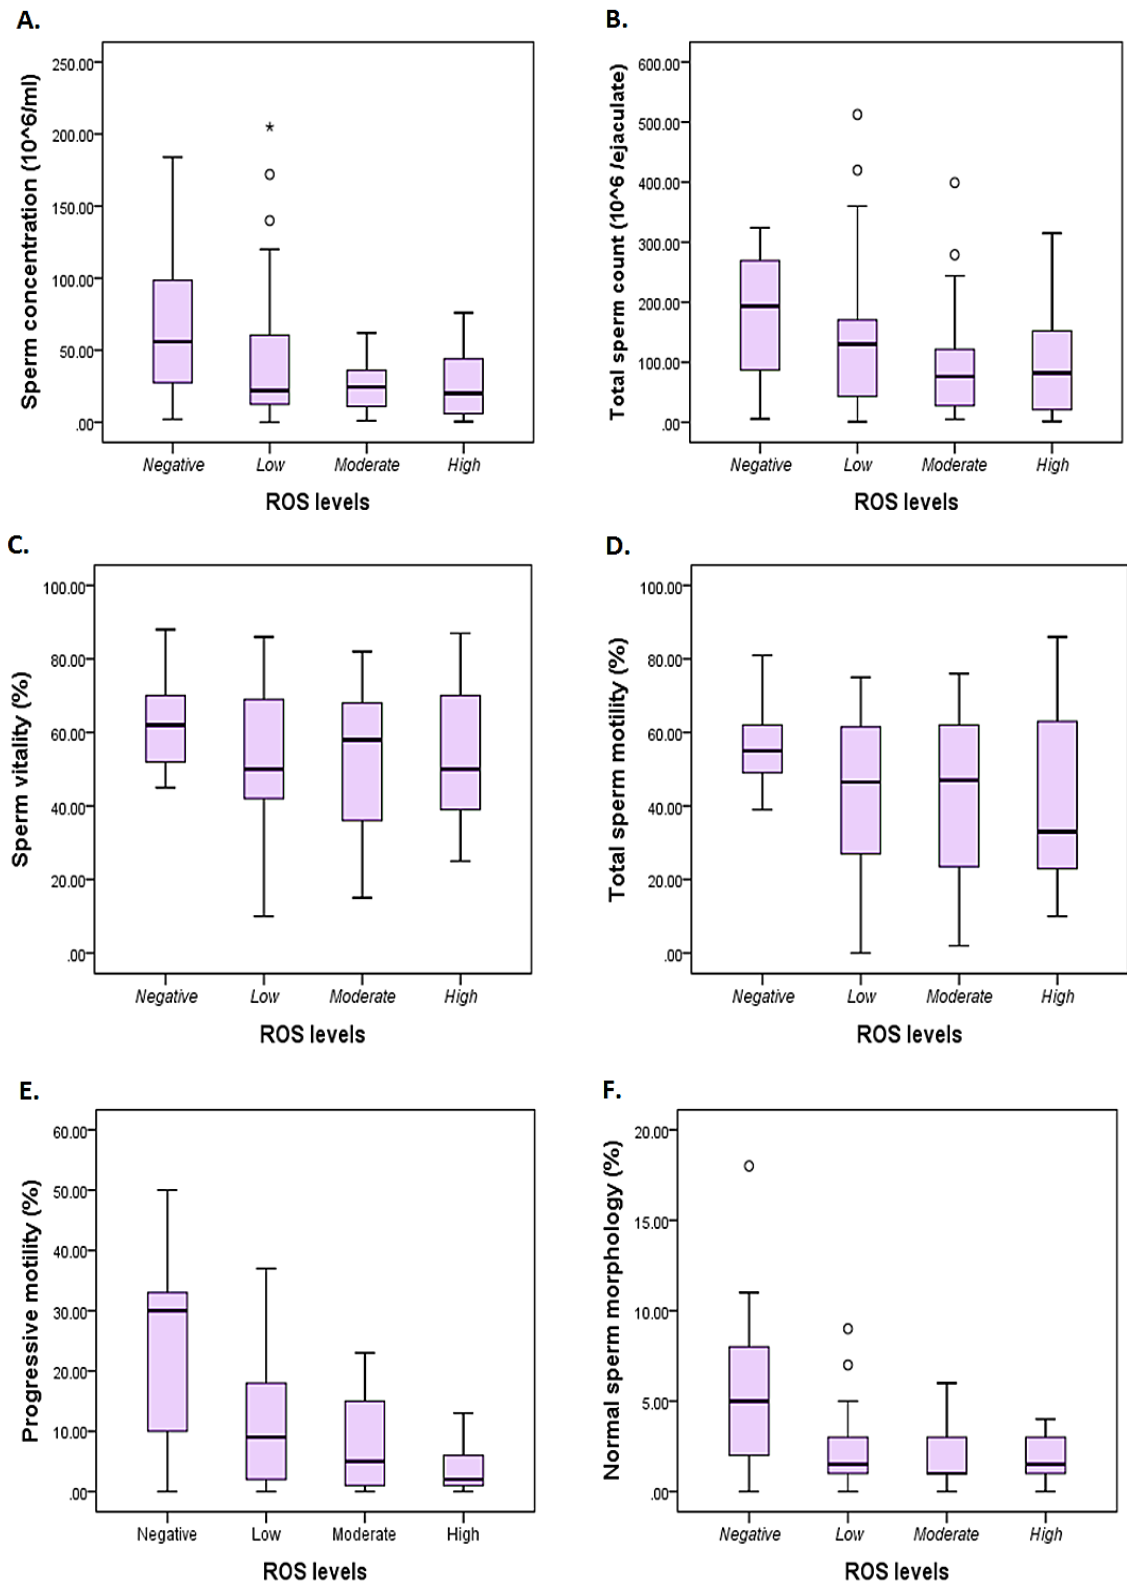 A.
Sperm concentration (10^6/ml)
250.00
200.00
150.00
100.00
50.00
.00
Negative Low Moderate High
ROS levels
B.
Total sperm count (10^6 /ejaculate)
600.00
500.00
400.00
300.00
200.00
100.00
.00
Negative Low Moderate High
ROS levels
C.
Sperm vitality (%)
100.00
80.00
60.00
40.00
20.00
.00
Negative Low Moderate High
ROS levels
D.
Total sperm motility (%)
100.00
80.00
60.00
40.00
20.00
.00
Negative Low Moderate High
ROS levels
E.
Progressive motility (%)
60.00
50.00
40.00
30.00
20.00
10.00
.00
Negative Low Moderate High
ROS levels
F.
Normal sperm morphology (%)
20.00
15.00
10.00
5.00
.00
Negative Low Moderate High
ROS levels